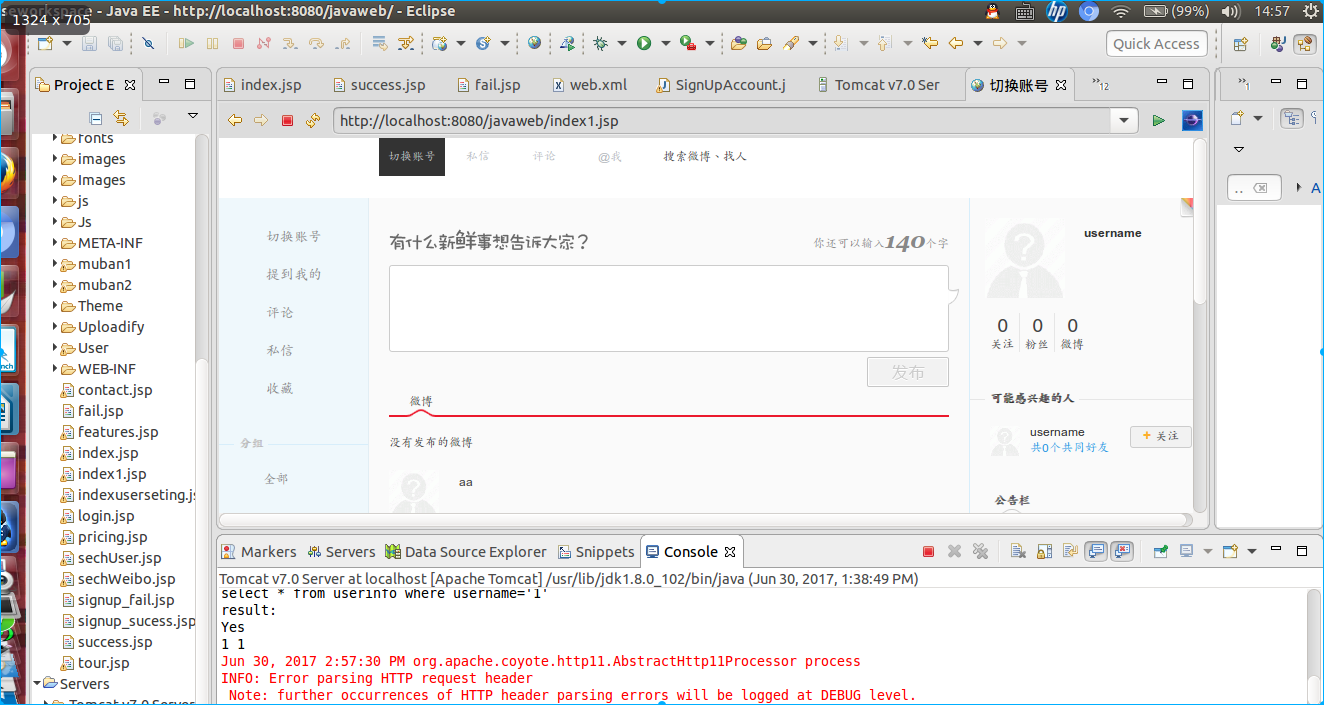 seworkspace - Java EE - http://localhost:8080/javaweb/ - Eclipse
1324 x 705
(99%)
14:57
Quick Access
Project E
index.jsp
success.jsp
fail.jsp
web.xml
SignUpAccount.j
Tomcat v7.0 Ser
切换账号
»12
»1
http://localhost:8080/javaweb/index1.jsp
fonts
images
Images
js
Js
META-INF
muban1
muban2
Theme
Uploadify
User
WEB-INF
contact.jsp
fail.jsp
features.jsp
index.jsp
index1.jsp
indexuserseting.js
login.jsp
pricing.jsp
sechUser.jsp
sechWeibo.jsp
signup_fail.jsp
signup_sucess.jsp
success.jsp
tour.jsp
Servers
Tomcat v7.0 Server
切换账号
私信
评论
@我
搜索微博、找人
切换账号
提到我的
评论
私信
收藏
分组
全部
有什么新鲜事想告诉大家?
你还可以输入140个字
发布
微博
没有发布的微博
aa
username
0 0 0
关注 粉丝 微博
可能感兴趣的人
username
共0个共同好友
+ 关注
公告栏
..
A
Markers
Servers
Data Source Explorer
Snippets
Console
Tomcat v7.0 Server at localhost [Apache Tomcat] /usr/lib/jdk1.8.0_102/bin/java (Jun 30, 2017, 1:38:49 PM)
select * from userinfo where username='1'
result:
Yes
1 1
Jun 30, 2017 2:57:30 PM org.apache.coyote.http11.AbstractHttp11Processor process
INFO: Error parsing HTTP request header
Note: further occurrences of HTTP header parsing errors will be logged at DEBUG level.